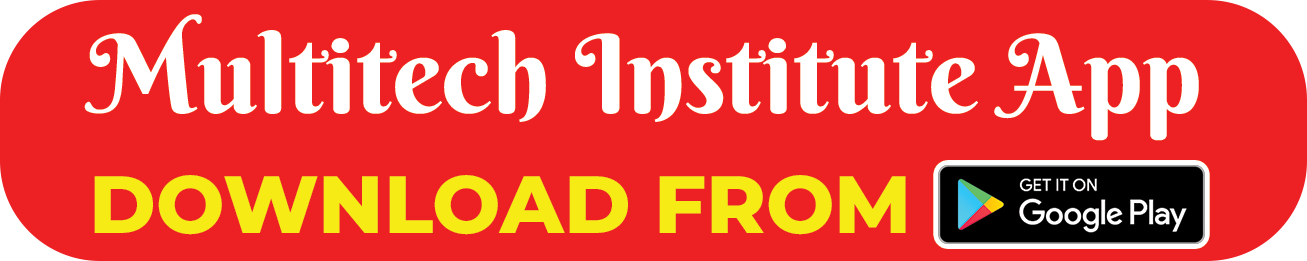 Multitech Institute App
DOWNLOAD FROM
GET IT ON
Google Play